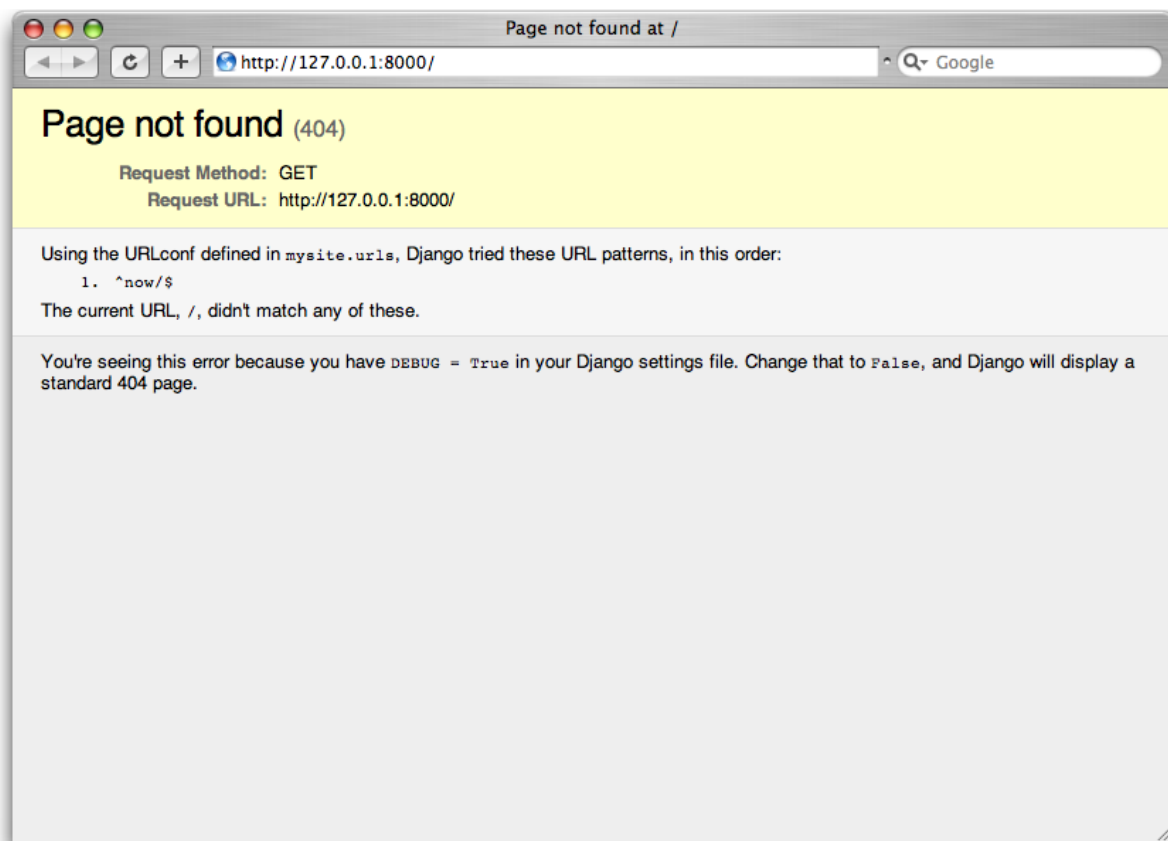 Page not found at /
http://127.0.0.1:8000/
Google
Page not found (404)
Request Method: GET
Request URL: http://127.0.0.1:8000/
Using the URLconf defined in mysite.urls, Django tried these URL patterns, in this order:
1. ^now/$
The current URL, /, didn't match any of these.
You're seeing this error because you have DEBUG = True in your Django settings file. Change that to False, and Django will display a
standard 404 page.